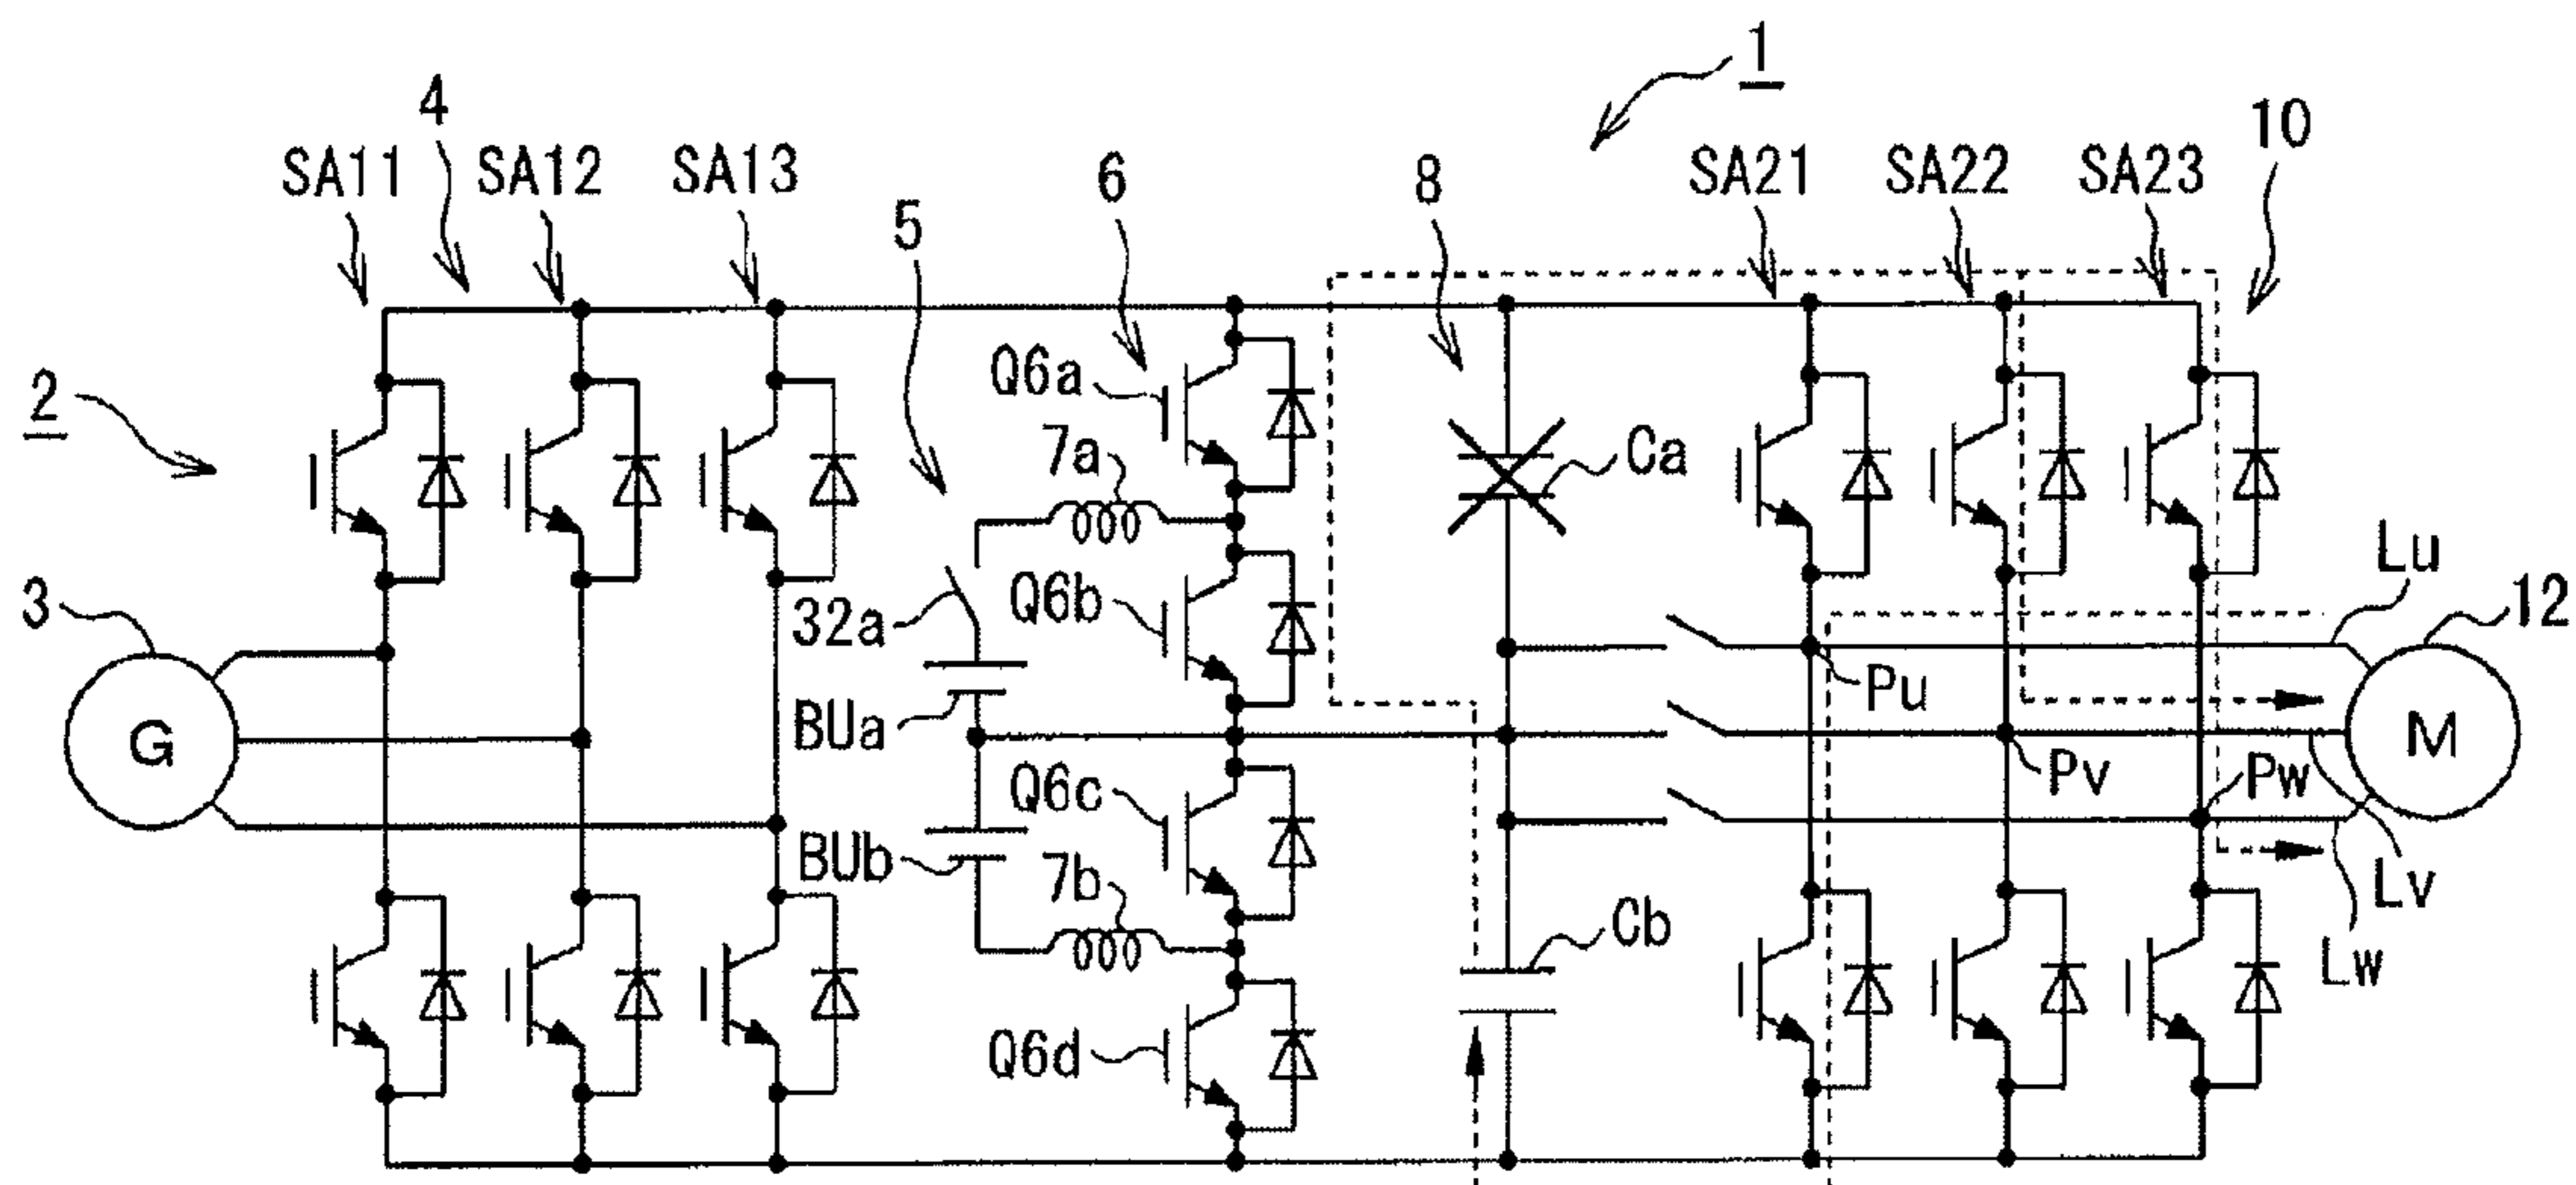 1
4
SA11
SA12
SA13
5
6
8
SA21
SA22
SA23
10
2
Q6a
7a
Ca
3
32a
Q6b
Lu
12
G
BUa
Pu
M
Pv
Pw
BUb
Q6c
7b
Cb
Lv
Lw
Q6d